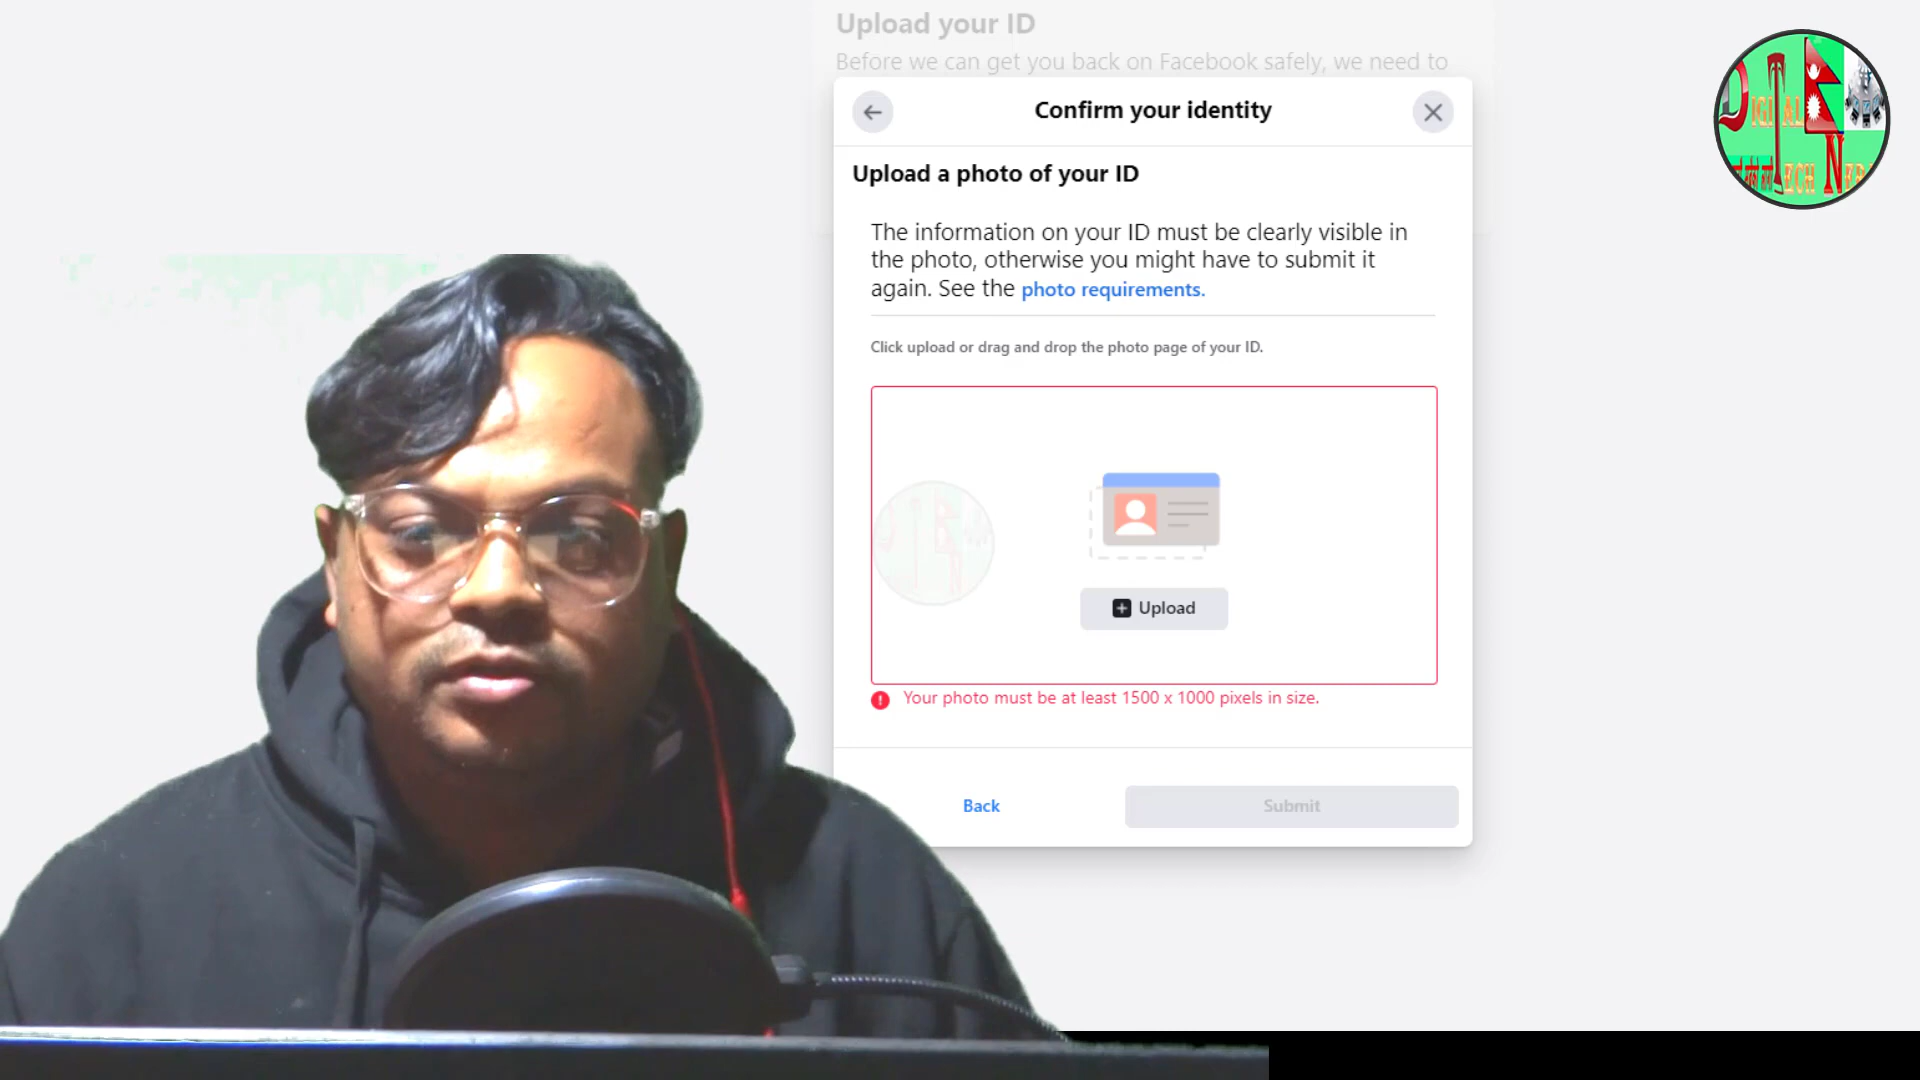 Upload your ID
Before we can get you back on Facebook safely, we need to
Confirm your identity
Upload a photo of your ID
The information on your ID must be clearly visible in
the photo, otherwise you might have to submit it
again. See the photo requirements.
Click upload or drag and drop the photo page of your ID.
Upload
Your photo must be at least 1500 x 1000 pixels in size.
Back
Submit
DIGITAL
TECH